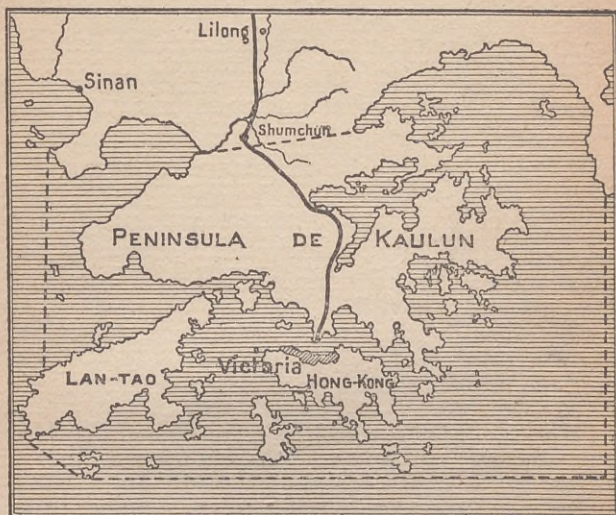 Lilong
Sinan
Shumchun
PENINSULA DE KAULUN
Victoria
LAN-TAO
HONG-KONG